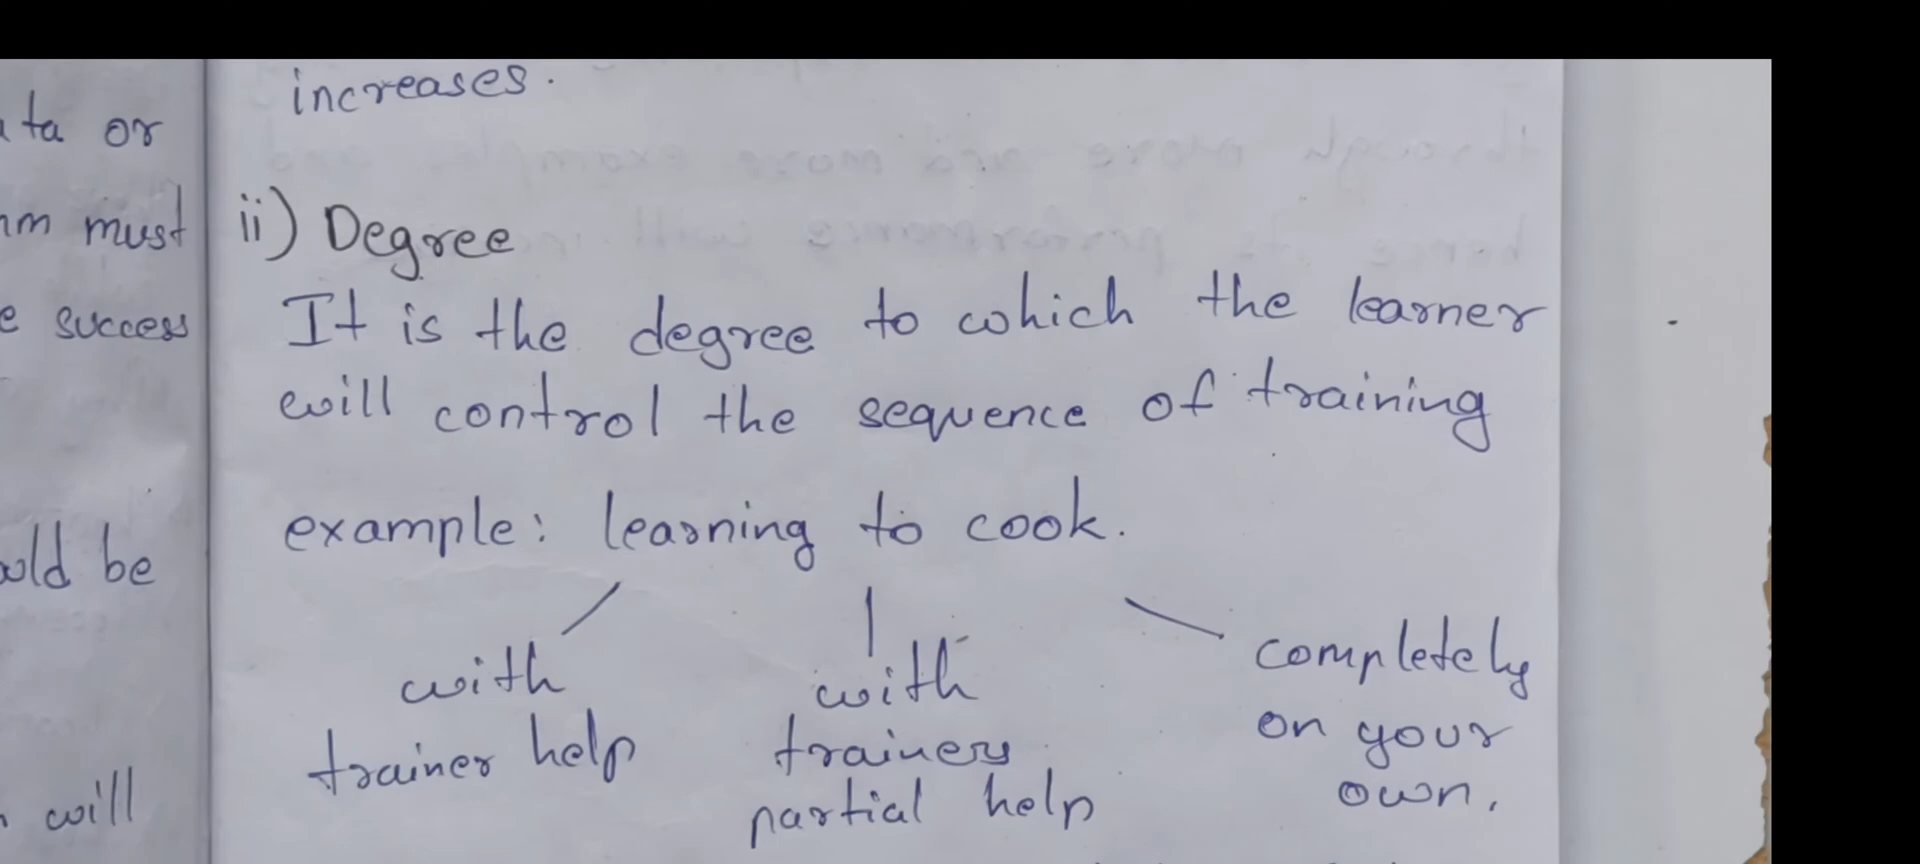 increases.
ta or
must
success
be
will
ii) Degree
It is the degree to which the learner
will control the sequence of training
example: learning to cook.
with
trainer help
with
trainers
partial help
completely
on your
own.